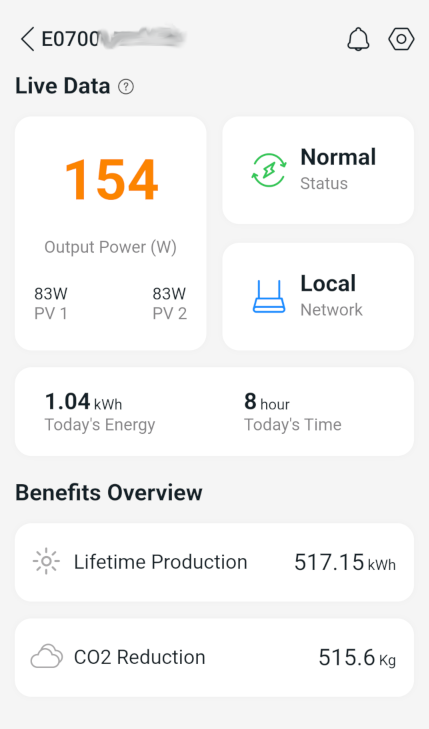 E0700
Live Data
154
Output Power (W)
83W 83W
PV 1 PV 2
Normal
Status
Local
Network
1.04 kWh
Today's Energy
8 hour
Today's Time
Benefits Overview
Lifetime Production 517.15 kWh
CO2 Reduction 515.6 Kg